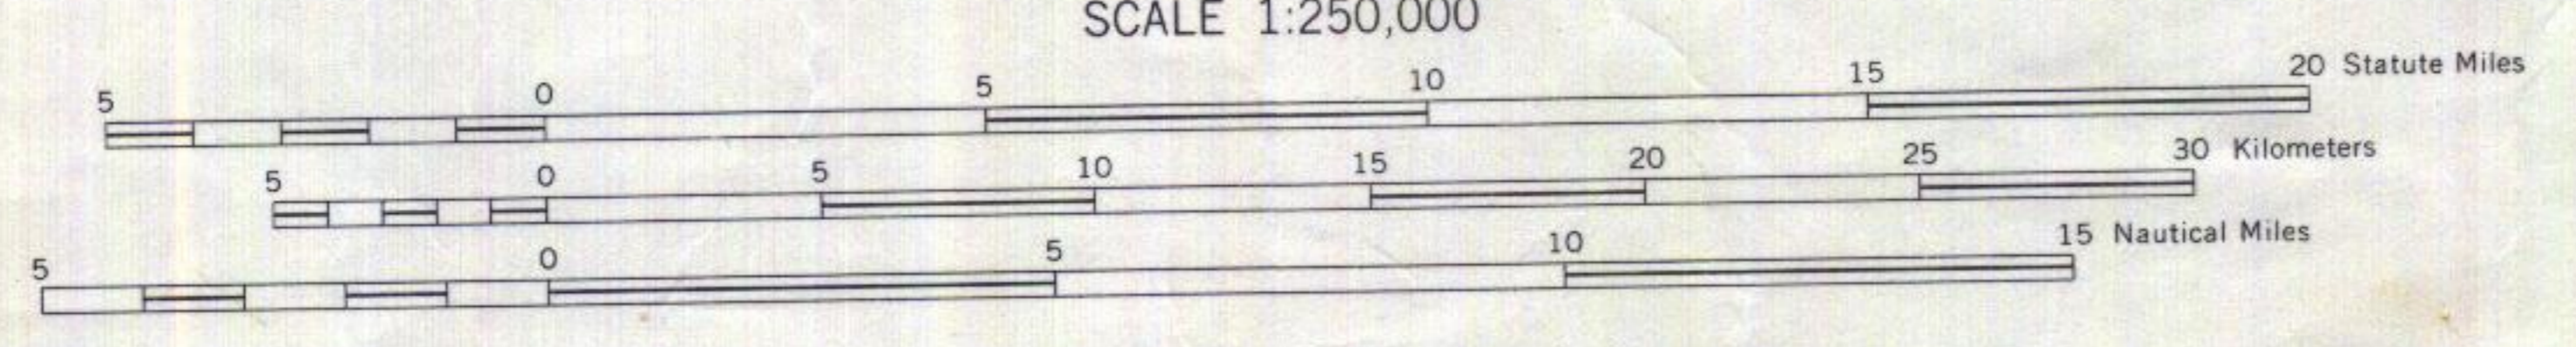 SCALE 1:250,000
5 0 5 10 15 20 Statute Miles
5 0 5 10 15 20 25 30 Kilometers
5 0 5 10 15 Nautical Miles